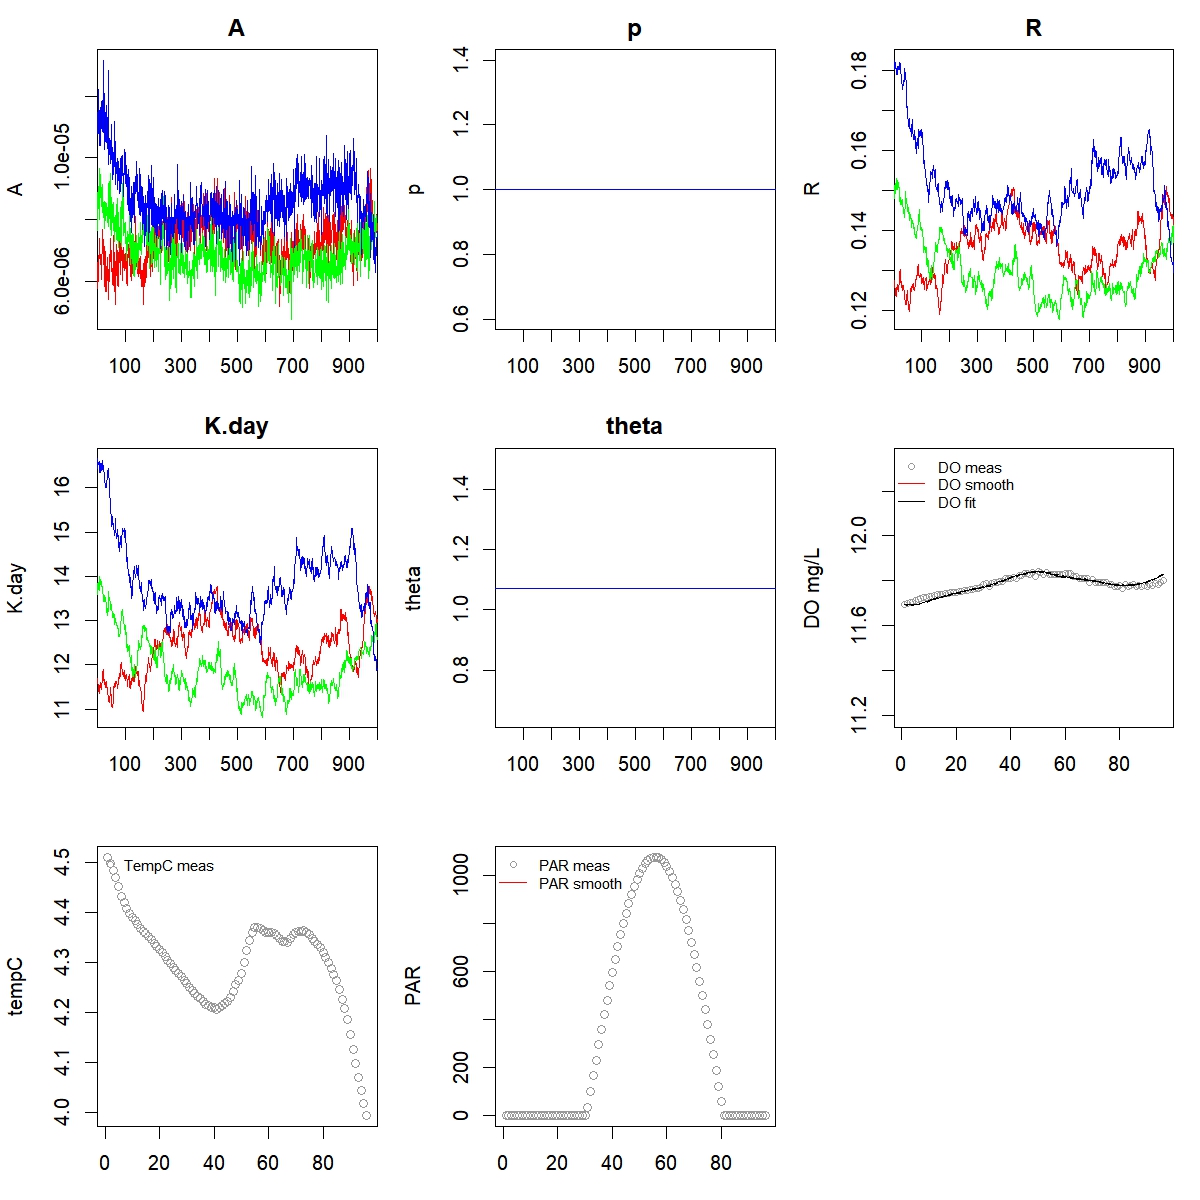 A
p
R
A
6.0e-06 1.0e-05
100 300 500 700 900
p
0.6 0.8 1.0 1.2 1.4
100 300 500 700 900
R
0.12 0.14 0.16 0.18
100 300 500 700 900
K.day
theta
K.day
11 12 13 14 15 16
100 300 500 700 900
theta
0.8 1.0 1.2 1.4
100 300 500 700 900
DO mg/L
11.2 11.6 12.0
DO meas
DO smooth
DO fit
0 20 40 60 80
tempC
4.0 4.1 4.2 4.3 4.4 4.5
TempC meas
0 20 40 60 80
PAR
0 200 600 1000
PAR meas
PAR smooth
0 20 40 60 80